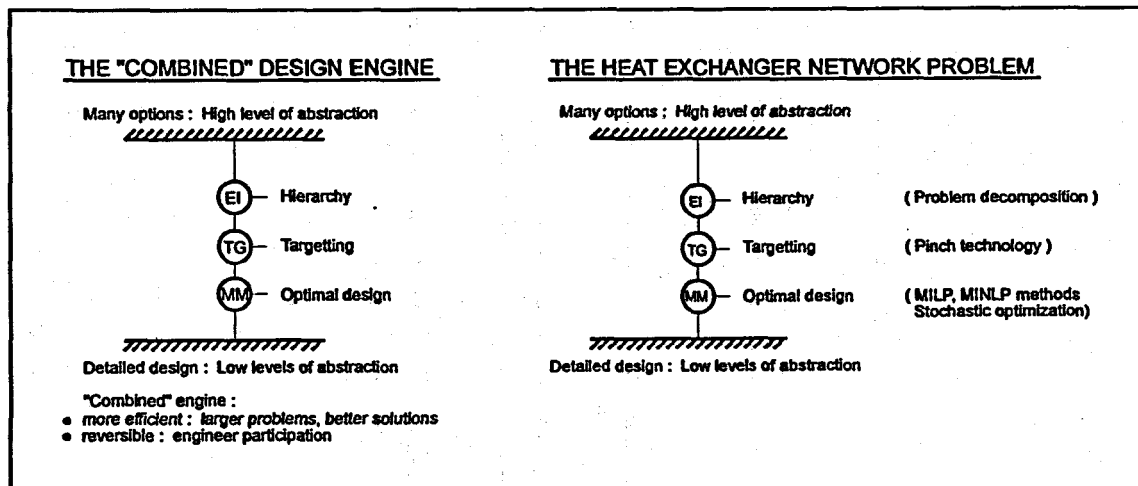 THE "COMBINED" DESIGN ENGINE
Many options : High level of abstraction
EI Hierarchy
TG Targetting
MM Optimal design
Detailed design : Low levels of abstraction
"Combined" engine :
• more efficient : larger problems, better solutions
• reversible : engineer participation
THE HEAT EXCHANGER NETWORK PROBLEM
Many options ; High level of abstraction
EI Hierarchy ( Problem decomposition )
TG Targetting ( Pinch technology )
MM Optimal design ( MILP, MINLP methods
Stochastic optimization)
Detailed design : Low levels of abstraction